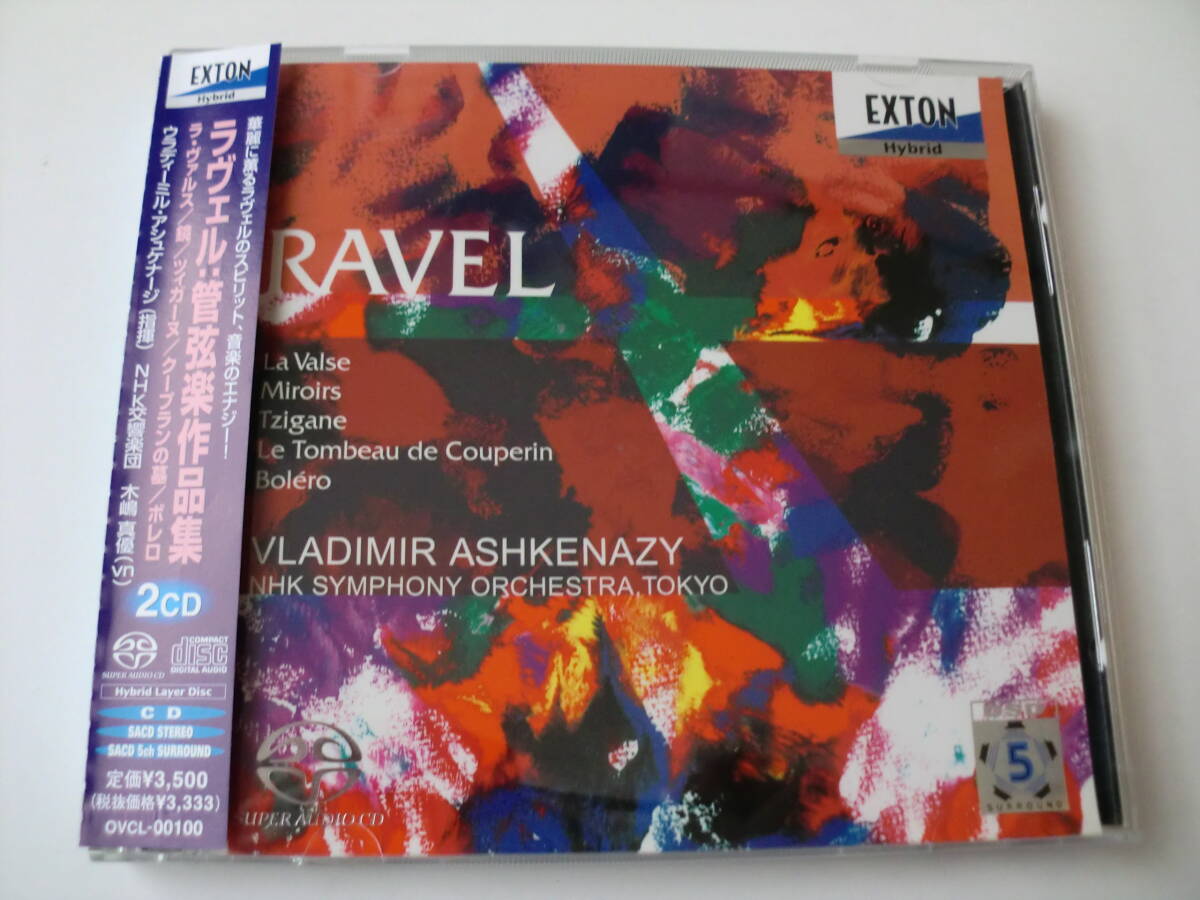 EXTON
Hybrid
華麗に薫るラヴェルのスピリット、音楽のエナジー!
ラヴェル:管弦楽作品集
ラ・ヴァルス/鏡/ツィガーヌ/クープランの墓/ボレロ
ウラディーミル・アシュケナージ(指揮) NHK交響楽団 木嶋 真優(vn)
2CD
SUPER AUDIO CD
COMPACT
disc
DIGITAL AUDIO
Hybrid Layer Disc
CD
SACD STEREO
SACD 5ch SURROUND
定価¥3,500
(税抜価格¥3,333)
OVCL-00100
EXTON
Hybrid
RAVEL
La Valse
Miroirs
Tzigane
Le Tombeau de Couperin
Boléro
VLADIMIR ASHKENAZY
NHK SYMPHONY ORCHESTRA,TOKYO
UPER AUDIO CD
5
SURROUND